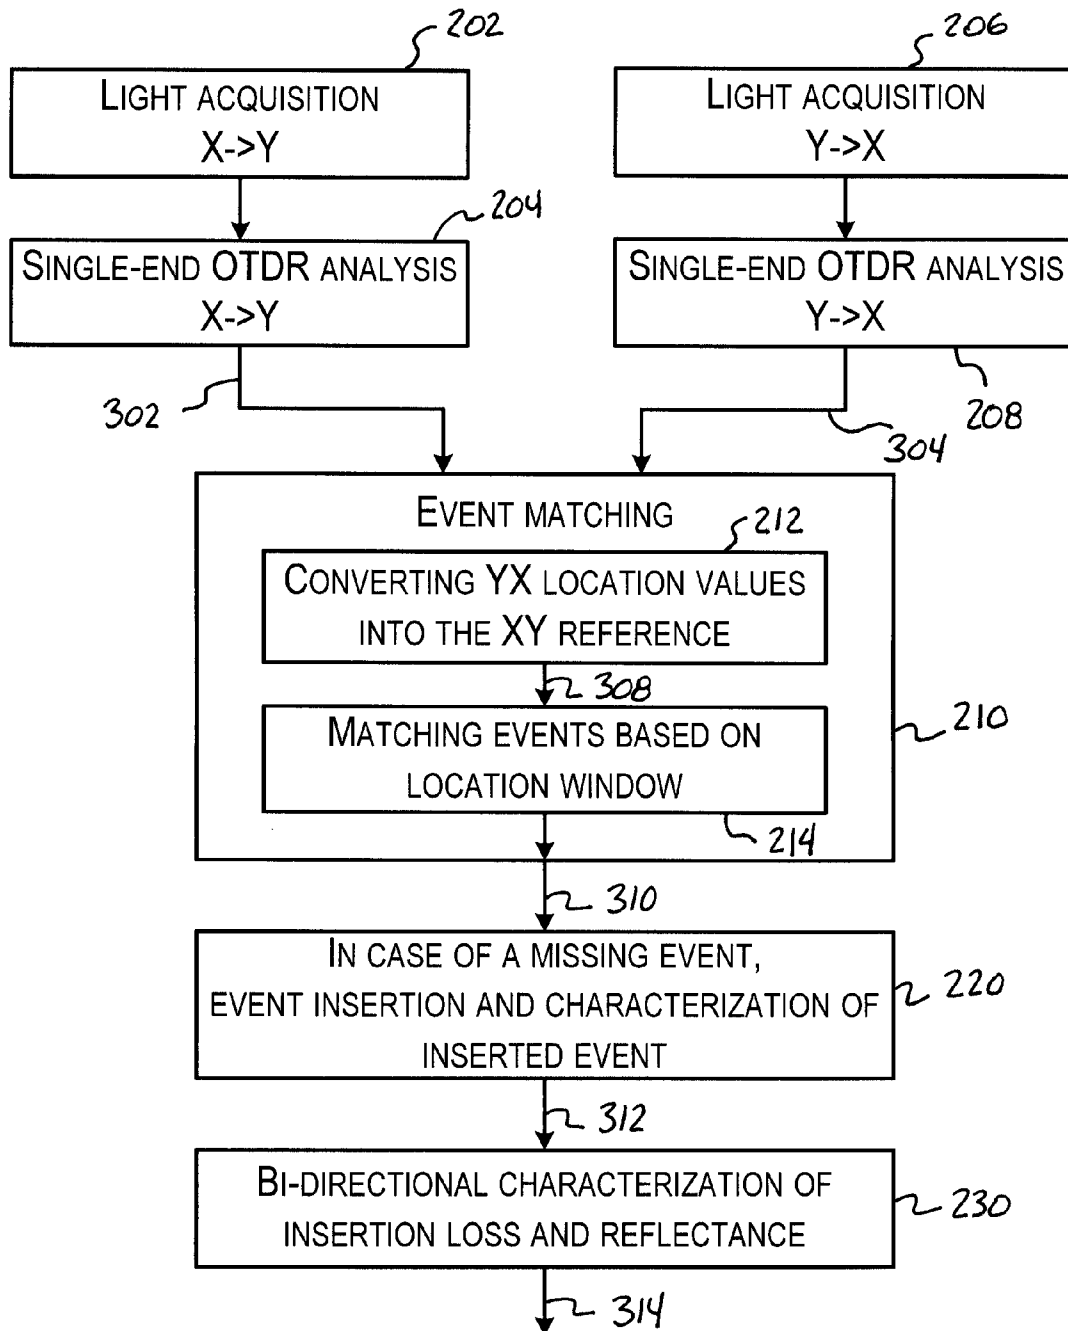 202
206
LIGHT ACQUISITION
X->Y
LIGHT ACQUISITION
Y->X
204
SINGLE-END OTDR ANALYSIS
X->Y
SINGLE-END OTDR ANALYSIS
Y->X
302
304
208
EVENT MATCHING
212
CONVERTING YX LOCATION VALUES
INTO THE XY REFERENCE
308
MATCHING EVENTS BASED ON
LOCATION WINDOW
210
214
310
IN CASE OF A MISSING EVENT,
EVENT INSERTION AND CHARACTERIZATION OF
INSERTED EVENT
220
312
BI-DIRECTIONAL CHARACTERIZATION OF
INSERTION LOSS AND REFLECTANCE
230
314